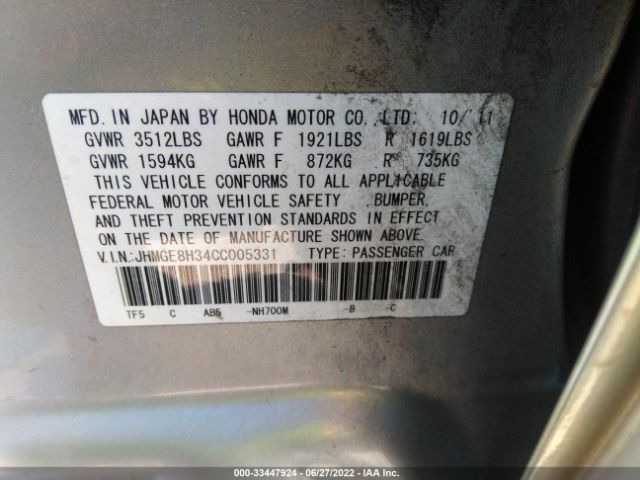 MFD. IN JAPAN BY HONDA MOTOR CO. LTD: 10/'11
GVWR 3512LBS GAWR F 1921LBS R 1619LBS
GVWR 1594KG GAWR F 872KG R 735KG
THIS VEHICLE CONFORMS TO ALL APPLICABLE
FEDERAL MOTOR VEHICLE SAFETY ,BUMPER,
AND THEFT PREVENTION STANDARDS IN EFFECT
ON THE DATE OF MANUFACTURE SHOWN ABOVE.
V.I.N.:JHMGE8H34CC005331 TYPE: PASSENGER CAR
TF5 C AB5 -NH700M -B -C
000-33447924 | 06/27/2022 | IAA Inc.